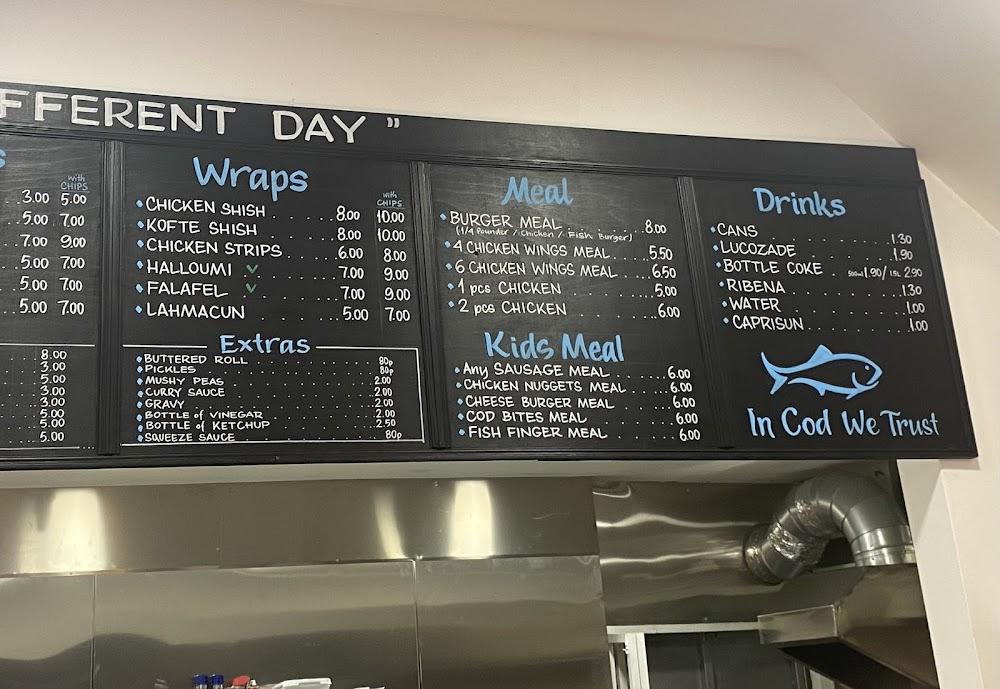 FFERENT DAY "
s
with
CHIPS
3.00 5.00
5.00 7.00
7.00 9.00
5.00 7.00
5.00 7.00
5.00 7.00
8.00
3.00
5.00
3.00
3.00
5.00
5.00
5.00
Wraps
with
CHIPS
CHICKEN SHISH 8.00 10.00
KOFTE SHISH 8.00 10.00
CHICKEN STRIPS 6.00 8.00
HALLOUMI V 7.00 9.00
FALAFEL V 7.00 9.00
LAHMACUN 5.00 7.00
Extras
BUTTERED ROLL 80p
PICKLES 80p
MUSHY PEAS 2.00
CURRY SAUCE 2.00
GRAVY 2.00
BOTTLE of VINEGAR 2.00
BOTTLE of KETCHUP 2.50
SQUEEZE SAUCE 80p
Meal
BURGER MEAL 8.00
(1/4 Pounder / Chicken / Fish Burger)
4 CHICKEN WINGS MEAL 5.50
6 CHICKEN WINGS MEAL 6.50
1 pcs CHICKEN 5.00
2 pcs CHICKEN 6.00
Kids Meal
Any SAUSAGE MEAL 6.00
CHICKEN NUGGETS MEAL 6.00
CHEESE BURGER MEAL 6.00
COD BITES MEAL 6.00
FISH FINGER MEAL 6.00
Drinks
CANS 1.30
LUCOZADE 1.90
BOTTLE COKE 500ml 1.90/ 1.5L 2.90
RIBENA 1.30
WATER 1.00
CAPRISUN 1.00
In Cod We Trust